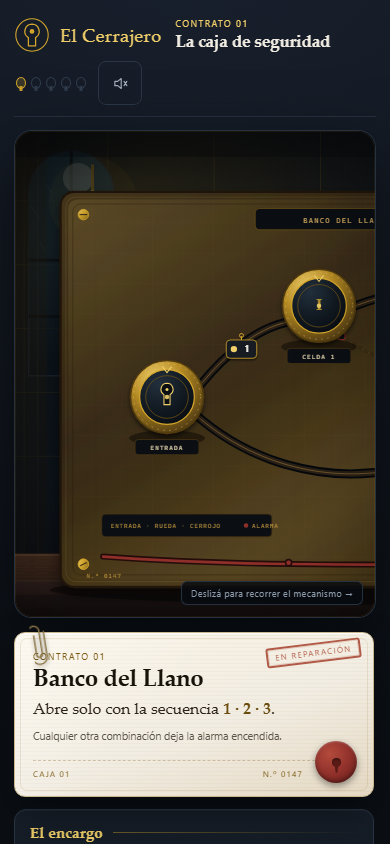 El Cerrajero
CONTRATO 01
La caja de seguridad
BANCO DEL LLA
1
CELDA 1
ENTRADA
ENTRADA · RUEDA · CERROJO
ALARMA
N.º 0147
Deslizá para recorrer el mecanismo →
CONTRATO 01
EN REPARACIÓN
Banco del Llano
Abre solo con la secuencia 1 · 2 · 3.
Cualquier otra combinación deja la alarma encendida.
CAJA 01
N.º 0147
El encargo